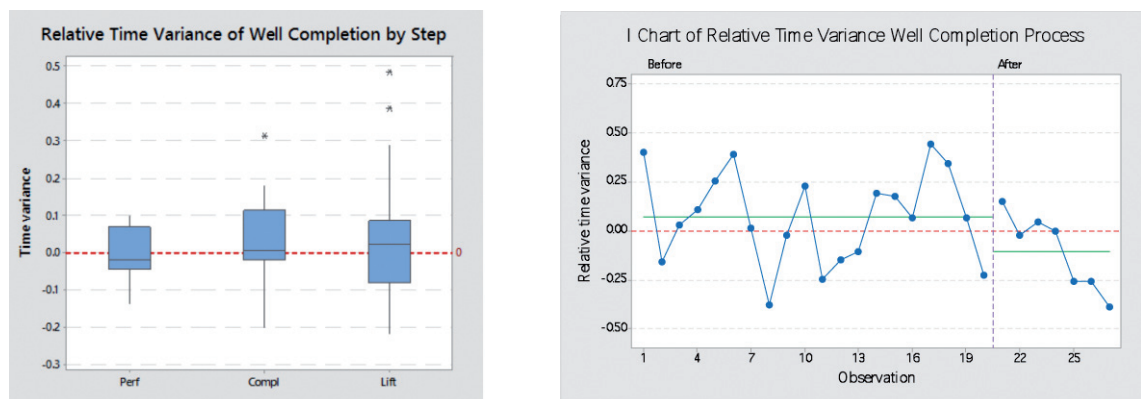 Relative Time Variance of Well Completion by Step
Time variance
0.5
0.4
0.3
0.2
0.1
0.0
-0.1
-0.2
-0.3
0
Perf Compl Lift
I Chart of Relative Time Variance Well Completion Process
Before After
Relative time variance
0.75
0.50
0.25
0.00
-0.25
-0.50
1 4 7 10 13 16 19 22 25
Observation